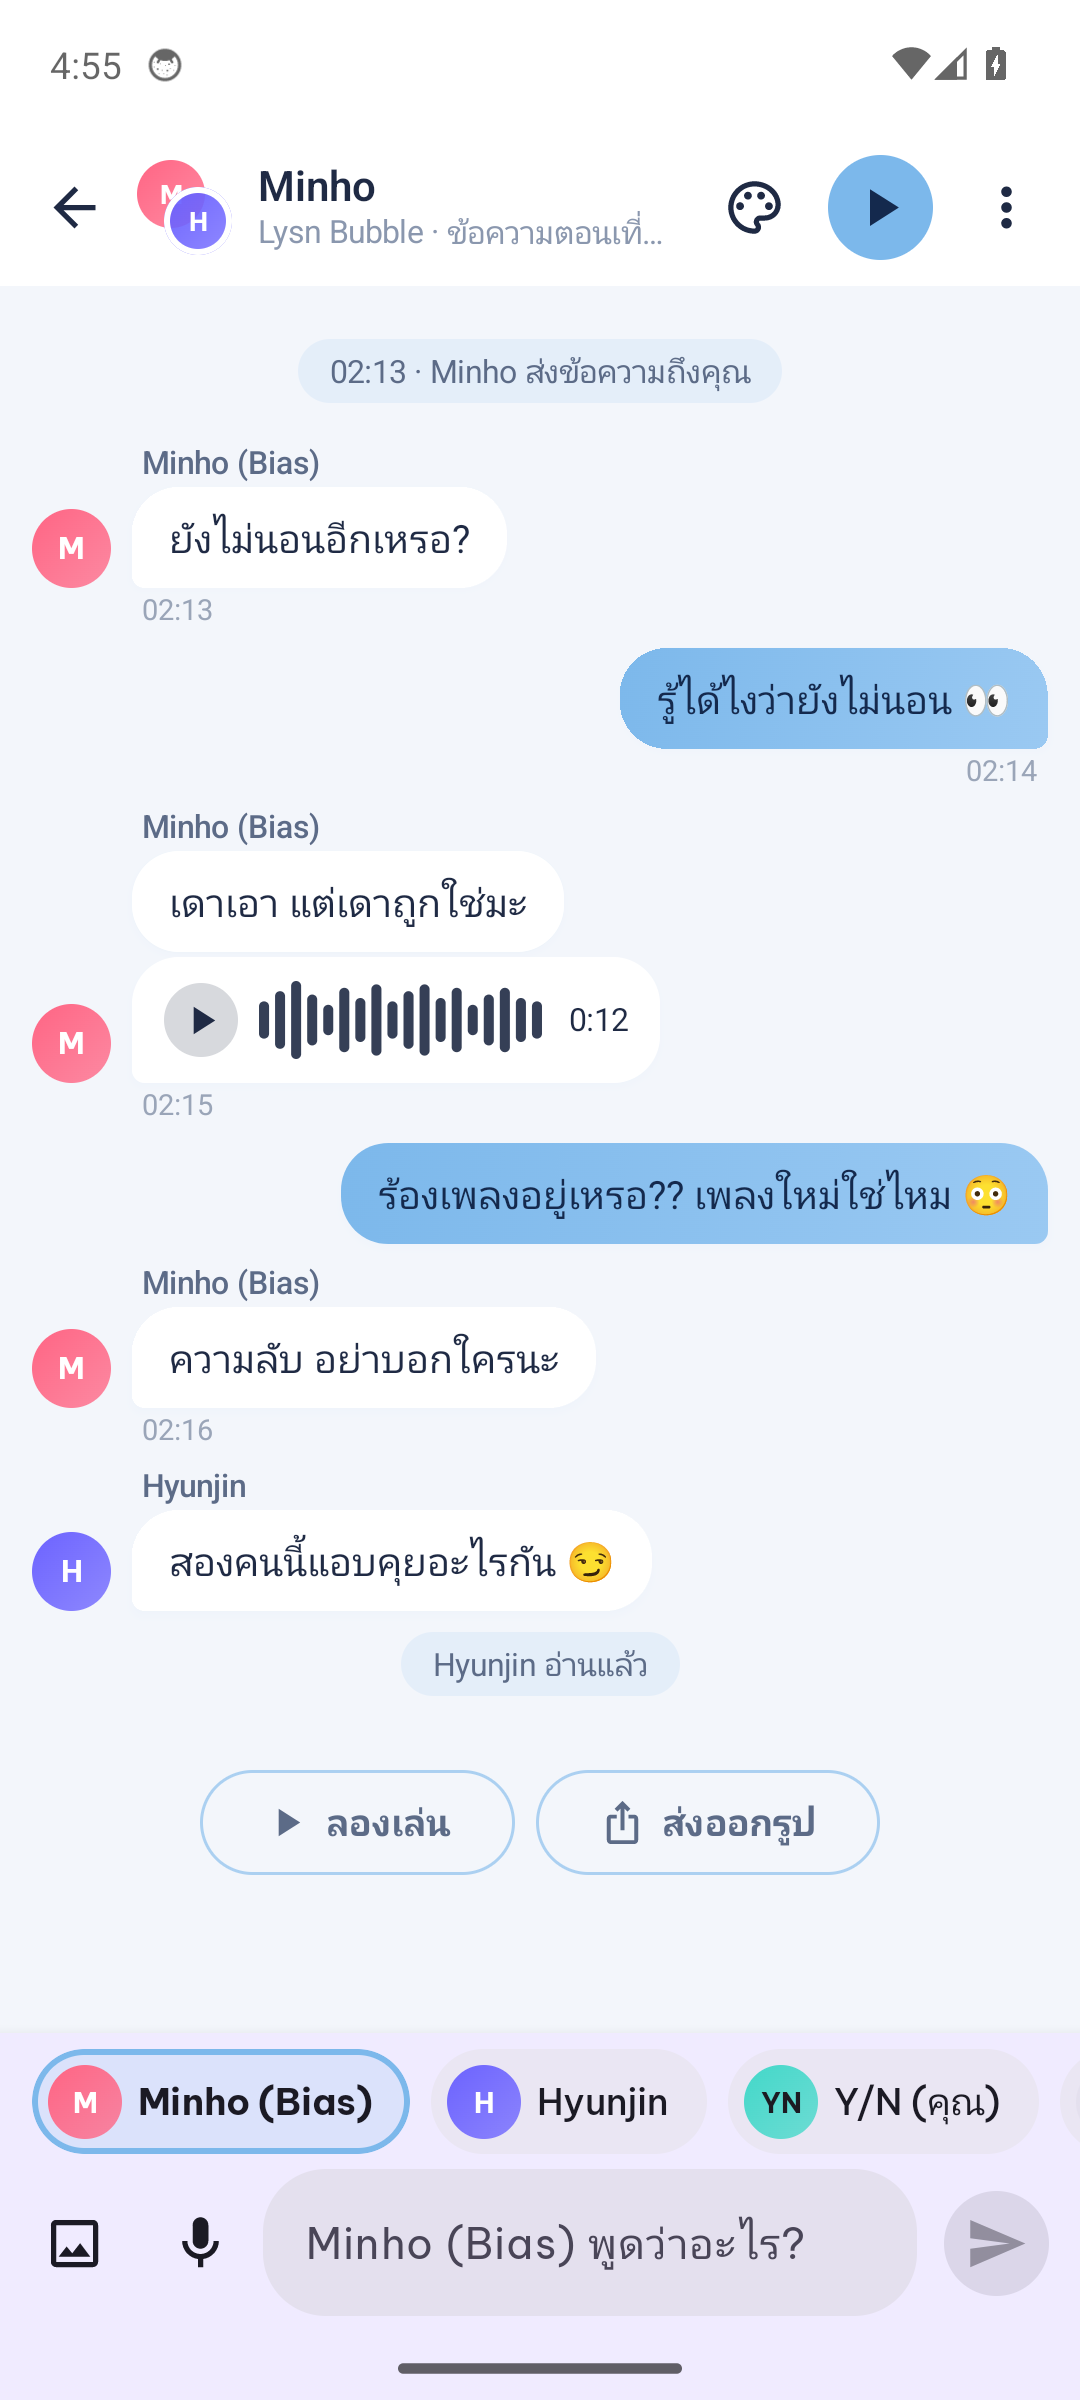 4:55
M
H
Minho
Lysn Bubble · ข้อความตอนเที่...
02:13 · Minho ส่งข้อความถึงคุณ
Minho (Bias)
M
ยังไม่นอนอีกเหรอ?
02:13
รู้ได้ไงว่ายังไม่นอน 👀
02:14
Minho (Bias)
เดาเอา แต่เดาถูกใช่มะ
M
0:12
02:15
ร้องเพลงอยู่เหรอ?? เพลงใหม่ใช่ไหม 😳
Minho (Bias)
M
ความลับ อย่าบอกใครนะ
02:16
Hyunjin
H
สองคนนี้แอบคุยอะไรกัน 😏
Hyunjin อ่านแล้ว
ลองเล่น
ส่งออกรูป
M Minho (Bias)
H Hyunjin
YN Y/N (คุณ)
Minho (Bias) พูดว่าอะไร?